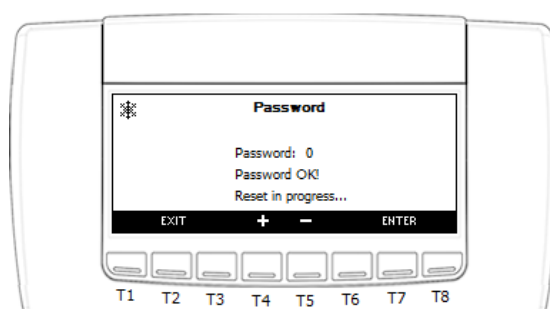 Password
Password: 0
Password OK!
Reset in progress...
EXIT + – ENTER
T1 T2 T3 T4 T5 T6 T7 T8